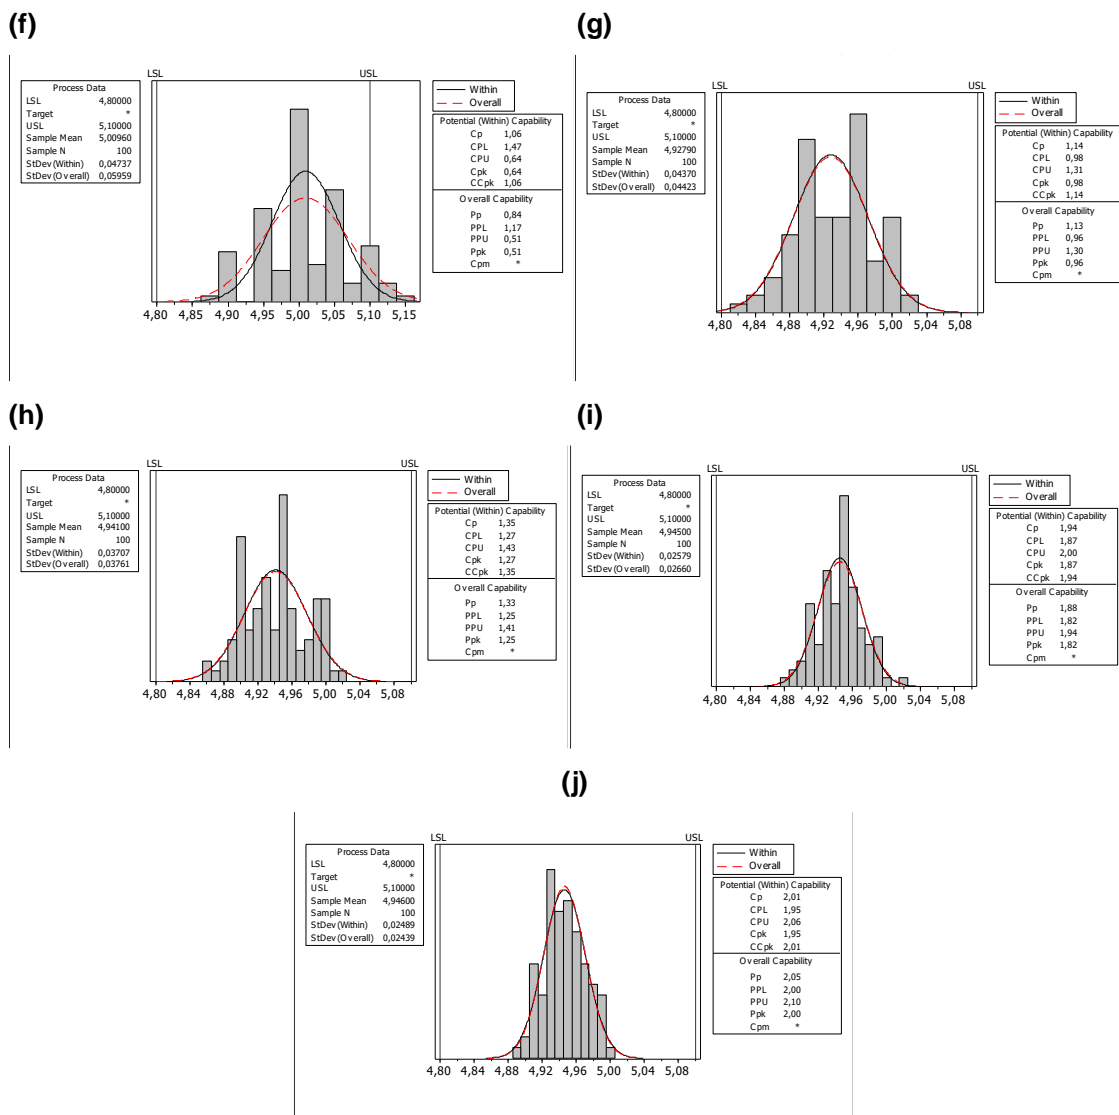 (f)
LSL USL
Process Data
LSL 4,80000
Target *
USL 5,10000
Sample Mean 5,00960
Sample N 100
StDev(Within) 0,04737
StDev(Overall) 0,05959
Within
Overall
Potential (Within) Capability
Cp 1,06
CPL 1,47
CPU 0,64
Cpk 0,64
CCpk 1,06
Overall Capability
Pp 0,84
PPL 1,17
PPU 0,51
Ppk 0,51
Cpm *
4,80 4,85 4,90 4,95 5,00 5,05 5,10 5,15
(g)
LSL USL
Process Data
LSL 4,80000
Target *
USL 5,10000
Sample Mean 4,92790
Sample N 100
StDev(Within) 0,04370
StDev(Overall) 0,04423
Within
Overall
Potential (Within) Capability
Cp 1,14
CPL 0,98
CPU 1,31
Cpk 0,98
CCpk 1,14
Overall Capability
Pp 1,13
PPL 0,96
PPU 1,30
Ppk 0,96
Cpm *
4,80 4,84 4,88 4,92 4,96 5,00 5,04 5,08
(h)
LSL USL
Process Data
LSL 4,80000
Target *
USL 5,10000
Sample Mean 4,94100
Sample N 100
StDev(Within) 0,03707
StDev(Overall) 0,03761
Within
Overall
Potential (Within) Capability
Cp 1,35
CPL 1,27
CPU 1,43
Cpk 1,27
CCpk 1,35
Overall Capability
Pp 1,33
PPL 1,25
PPU 1,41
Ppk 1,25
Cpm *
4,80 4,84 4,88 4,92 4,96 5,00 5,04 5,08
(i)
LSL USL
Process Data
LSL 4,80000
Target *
USL 5,10000
Sample Mean 4,94500
Sample N 100
StDev(Within) 0,02579
StDev(Overall) 0,02660
Within
Overall
Potential (Within) Capability
Cp 1,94
CPL 1,87
CPU 2,00
Cpk 1,87
CCpk 1,94
Overall Capability
Pp 1,88
PPL 1,82
PPU 1,94
Ppk 1,82
Cpm *
4,80 4,84 4,88 4,92 4,96 5,00 5,04 5,08
(j)
LSL USL
Process Data
LSL 4,80000
Target *
USL 5,10000
Sample Mean 4,94600
Sample N 100
StDev(Within) 0,02489
StDev(Overall) 0,02439
Within
Overall
Potential (Within) Capability
Cp 2,01
CPL 1,95
CPU 2,06
Cpk 1,95
CCpk 2,01
Overall Capability
Pp 2,05
PPL 2,00
PPU 2,10
Ppk 2,00
Cpm *
4,80 4,84 4,88 4,92 4,96 5,00 5,04 5,08